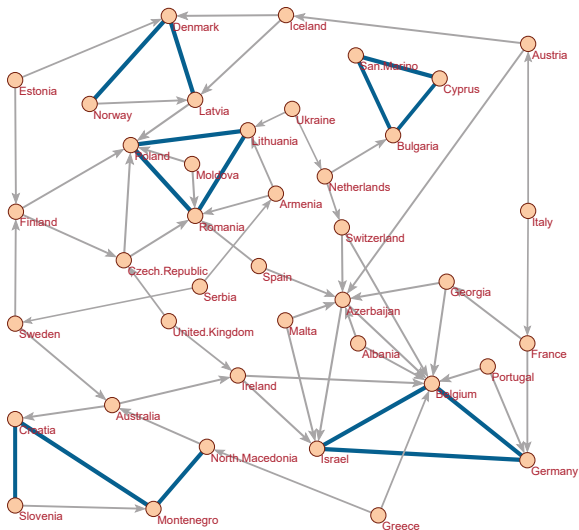 Denmark
Iceland
Austria
San.Marino
Cyprus
Estonia
Norway
Latvia
Ukraine
Lithuania
Bulgaria
Poland
Moldova
Netherlands
Armenia
Finland
Romania
Italy
Switzerland
Czech.Republic
Spain
Serbia
Georgia
Azerbaijan
Sweden
United.Kingdom
Malta
Albania
France
Portugal
Ireland
Belgium
Australia
Croatia
North.Macedonia
Israel
Germany
Slovenia
Montenegro
Greece